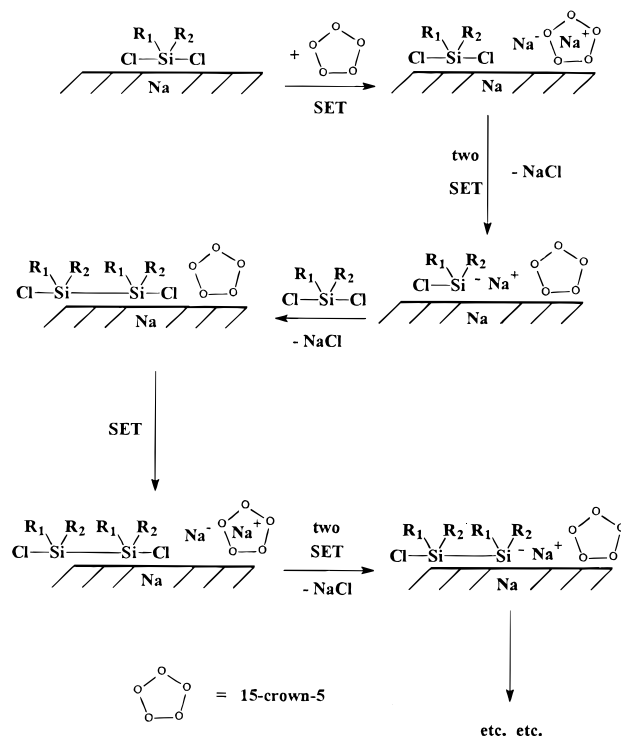 R₁ R₂
Cl Si Cl
Na
+
O O O O O
SET
R₁ R₂
Cl Si Cl
Na⁻ Na⁺
O O O O O
Na
two
SET
- NaCl
R₁ R₂
Cl Si ⁻ Na⁺
O O O O O
Na
R₁ R₂
Cl Si Cl
- NaCl
R₁ R₂ R₁ R₂
Cl Si Si Cl
O O O O O
Na
SET
R₁ R₂ R₁ R₂
Cl Si Si Cl
Na⁻ Na⁺
O O O O O
Na
two
SET
- NaCl
R₁ R₂ R₁ R₂
Cl Si Si ⁻ Na⁺
O O O O O
Na
O O O O O
= 15-crown-5
etc. etc.